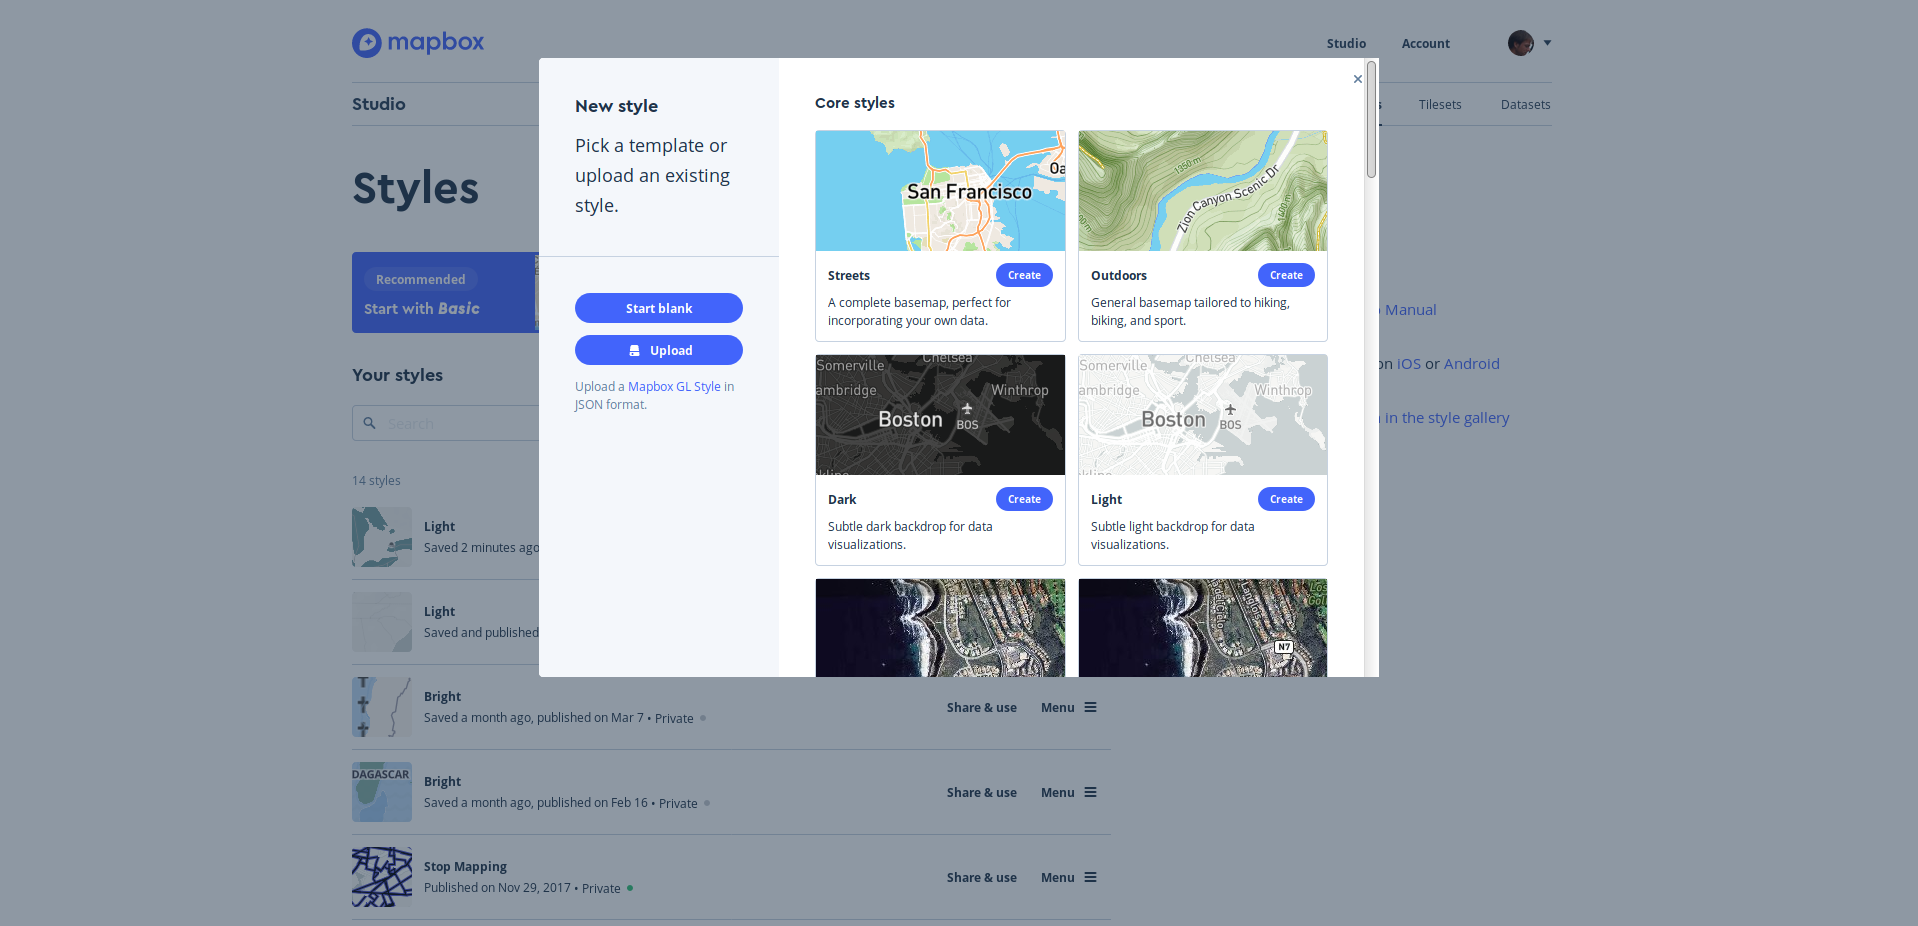 mapbox
Studio
Account
Studio
Tilesets
Datasets
Styles
Recommended
Start with Basic
Your styles
Search
14 styles
Light
Saved 2 minutes ago
Light
Saved and published
Bright
Saved a month ago, published on Mar 7 • Private
Share & use
Menu
Bright
Saved a month ago, published on Feb 16 • Private
Share & use
Menu
DAGASCAR
Stop Mapping
Published on Nov 29, 2017 • Private
Share & use
Menu
Manual
on IOS or Android
in the style gallery
New style
Pick a template or
upload an existing
style.
Start blank
Upload
Upload a Mapbox GL Style in
JSON format.
Core styles
San Francisco
Oa
Streets
Create
A complete basemap, perfect for
incorporating your own data.
1350 m
Zion Canyon Scenic Dr
1400 m
Outdoors
Create
General basemap tailored to hiking,
biking, and sport.
Somerville
Chelsea
ambridge
Winthrop
Boston
BOS
Dark
Create
Subtle dark backdrop for data
visualizations.
Somerville
Chelsea
ambridge
Winthrop
Boston
BOS
Light
Create
Subtle light backdrop for data
visualizations.
N7